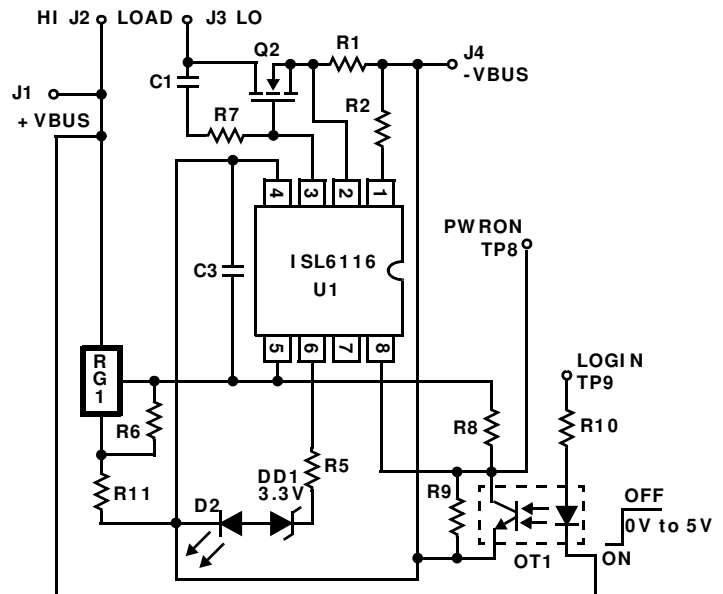 HI J2 LOAD J3 LO
Q2
R1
J4
-VBUS
C1
J1
+VBUS
R2
R7
4 3 2 1
PWRON
TP8
ISL6116
U1
C3
5 6 7 8
RG1
LOGIN
TP9
R6
R8
R10
R11
D2
DD1
3.3V
R5
R9
OFF
0V to 5V
ON
OT1